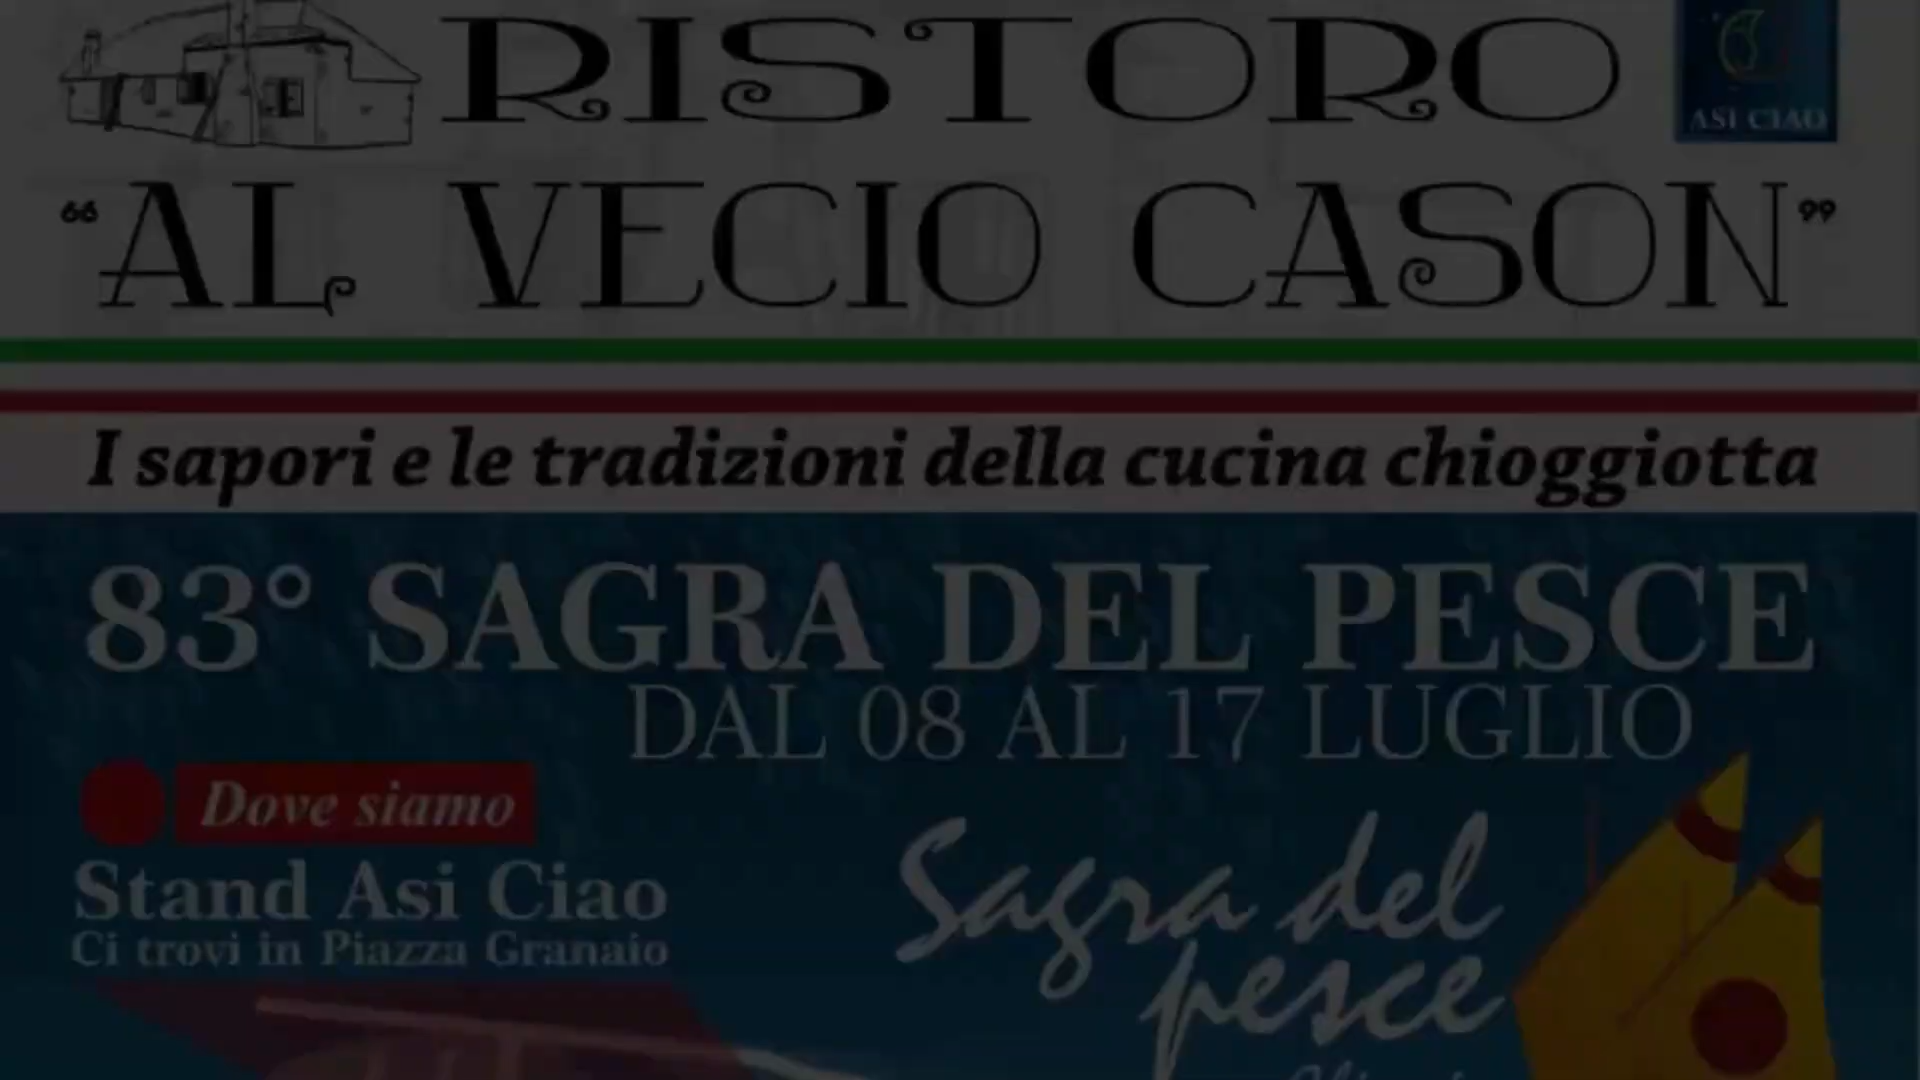 RISTORO
ASI CIAO
“AL VECIO CASON”
I sapori e le tradizioni della cucina chioggiotta
83° SAGRA DEL PESCE
DAL 08 AL 17 LUGLIO
Dove siamo
Stand Asi Ciao
Ci trovi in Piazza Granaio
Sagra del
pesce